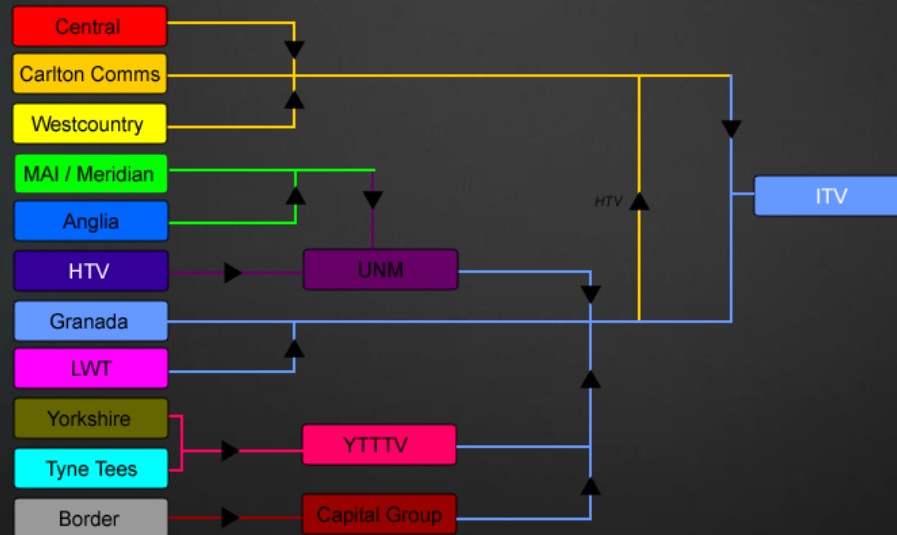 Central
Carlton Comms
Westcountry
MAI / Meridian
Anglia
HTV
HTV
UNM
ITV
Granada
LWT
Yorkshire
YTTTV
Tyne Tees
Border
Capital Group